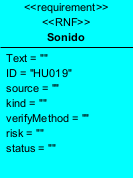 <<requirement>>
<<RNF>>
Sonido
Text = ""
ID = "HU019"
source = ""
kind = ""
verifyMethod = ""
risk = ""
status = ""